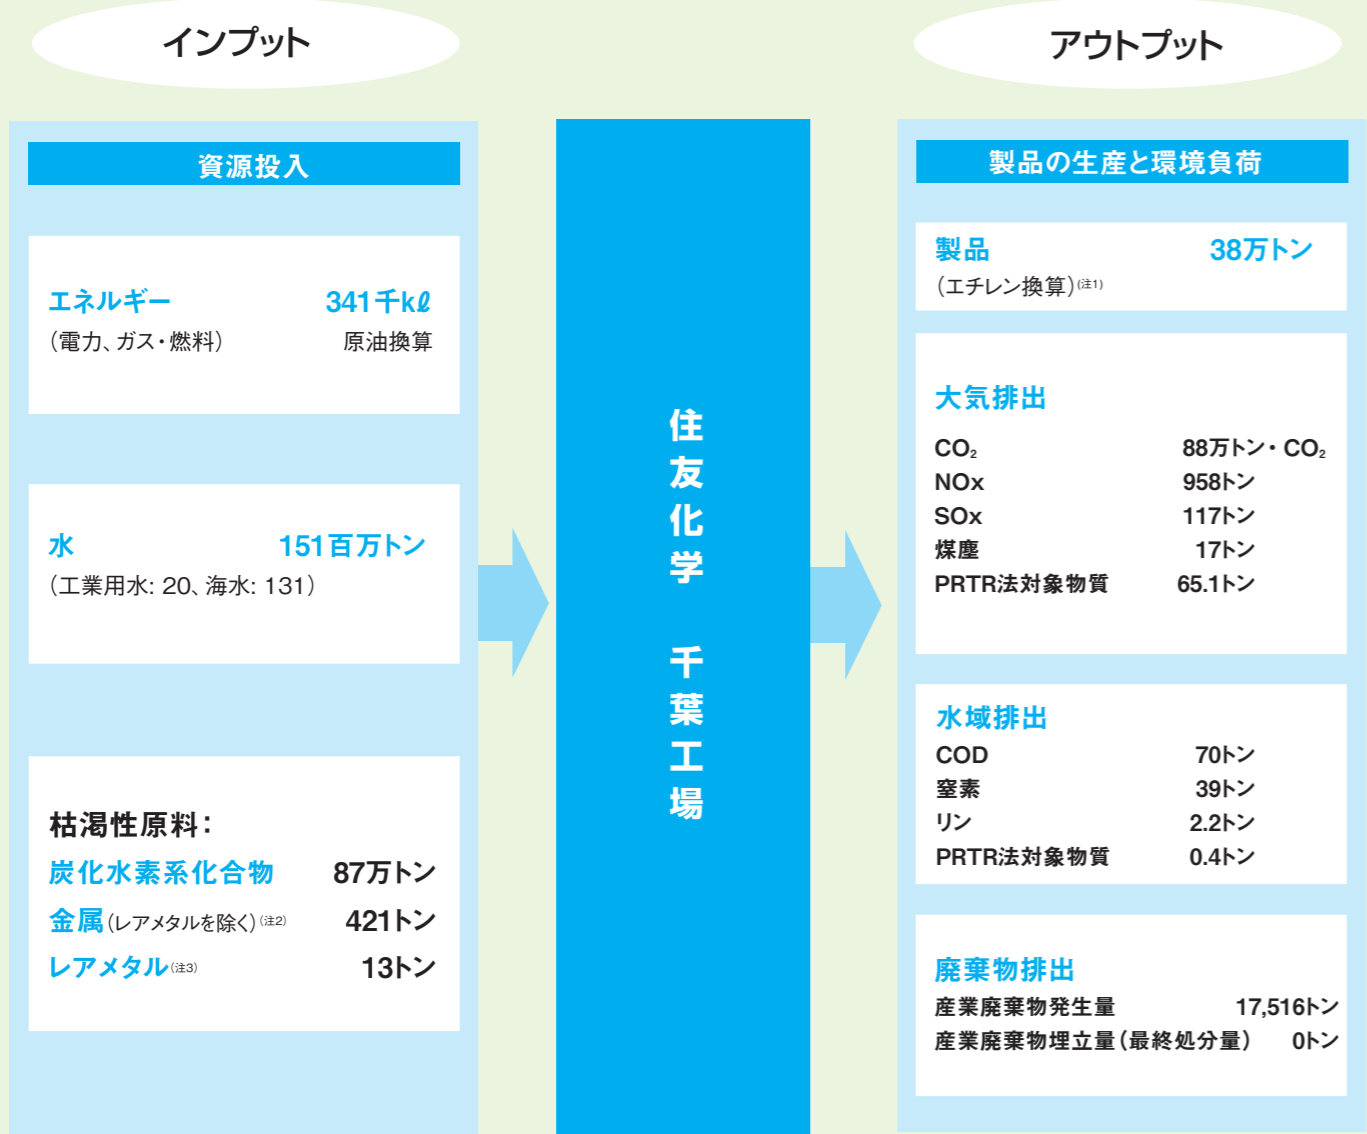 インプット
資源投入
エネルギー 341千kℓ
（電力、ガス・燃料） 原油換算
水 151百万トン
（工業用水: 20、海水: 131）
枯渇性原料：
炭化水素系化合物 87万トン
金属（レアメタルを除く）（注2） 421トン
レアメタル（注3） 13トン
住友化学 千葉工場
アウトプット
製品の生産と環境負荷
製品 38万トン
（エチレン換算）（注1）
大気排出
CO₂ 88万トン・CO₂
NOx 958トン
SOx 117トン
煤塵 17トン
PRTR法対象物質 65.1トン
水域排出
COD 70トン
窒素 39トン
リン 2.2トン
PRTR法対象物質 0.4トン
廃棄物排出
産業廃棄物発生量 17,516トン
産業廃棄物埋立量（最終処分量） 0トン